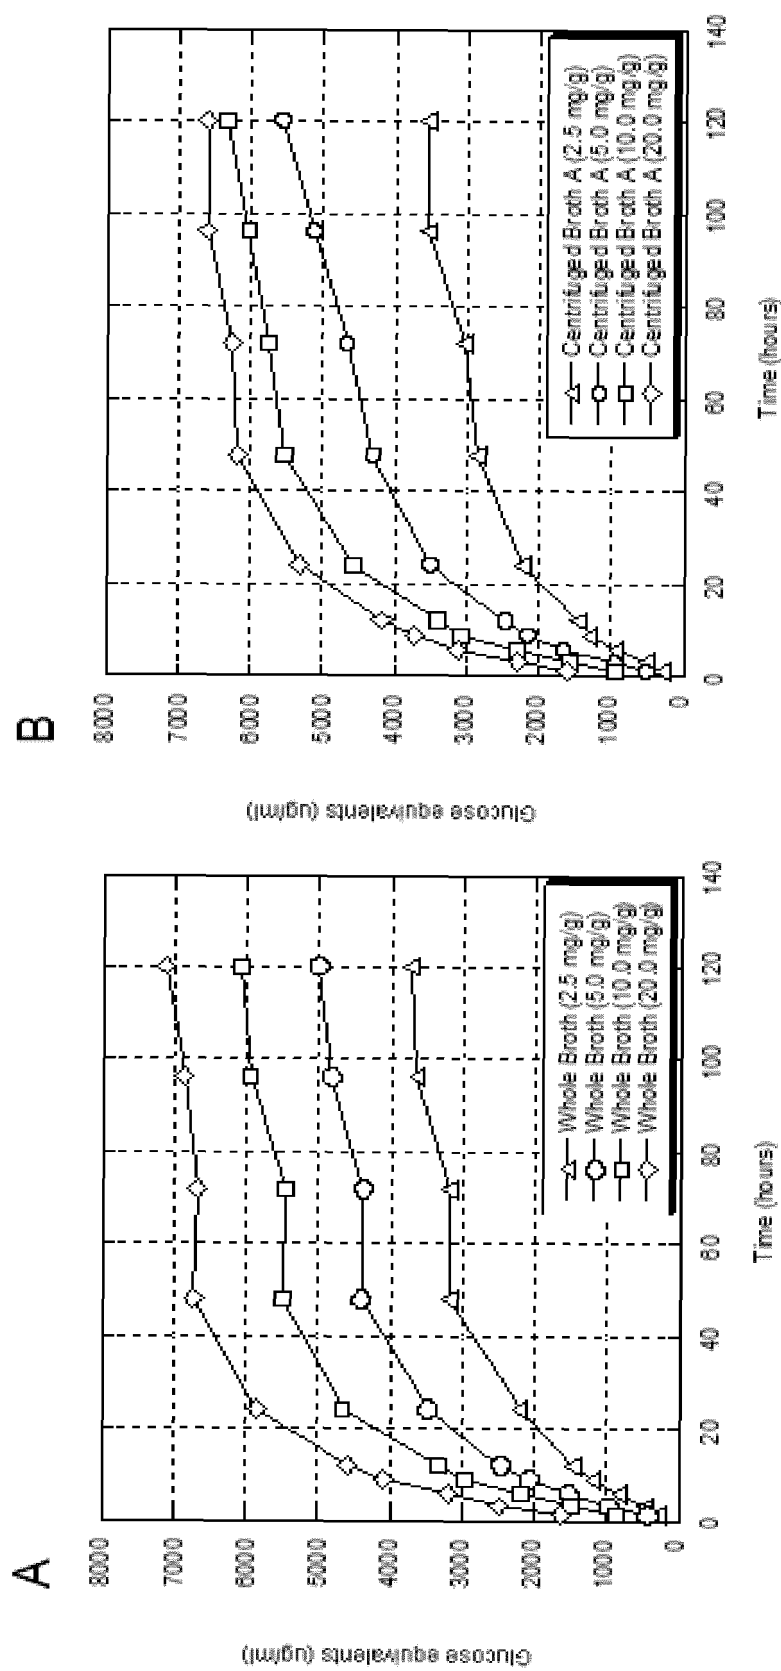 A
Glucose equivalents (ug/ml)
8000
7000
6000
5000
4000
3000
2000
1000
0
0
20
40
60
80
100
120
140
Time (hours)
Whole Broth (2.5 mg/g)
Whole Broth (5.0 mg/g)
Whole Broth (10.0 mg/g)
Whole Broth (20.0 mg/g)
B
Glucose equivalents (ug/ml)
8000
7000
6000
5000
4000
3000
2000
1000
0
0
20
40
60
80
100
120
140
Time (hours)
Centrifuged Broth A (2.5 mg/g)
Centrifuged Broth A (5.0 mg/g)
Centrifuged Broth A (10.0 mg/g)
Centrifuged Broth A (20.0 mg/g)